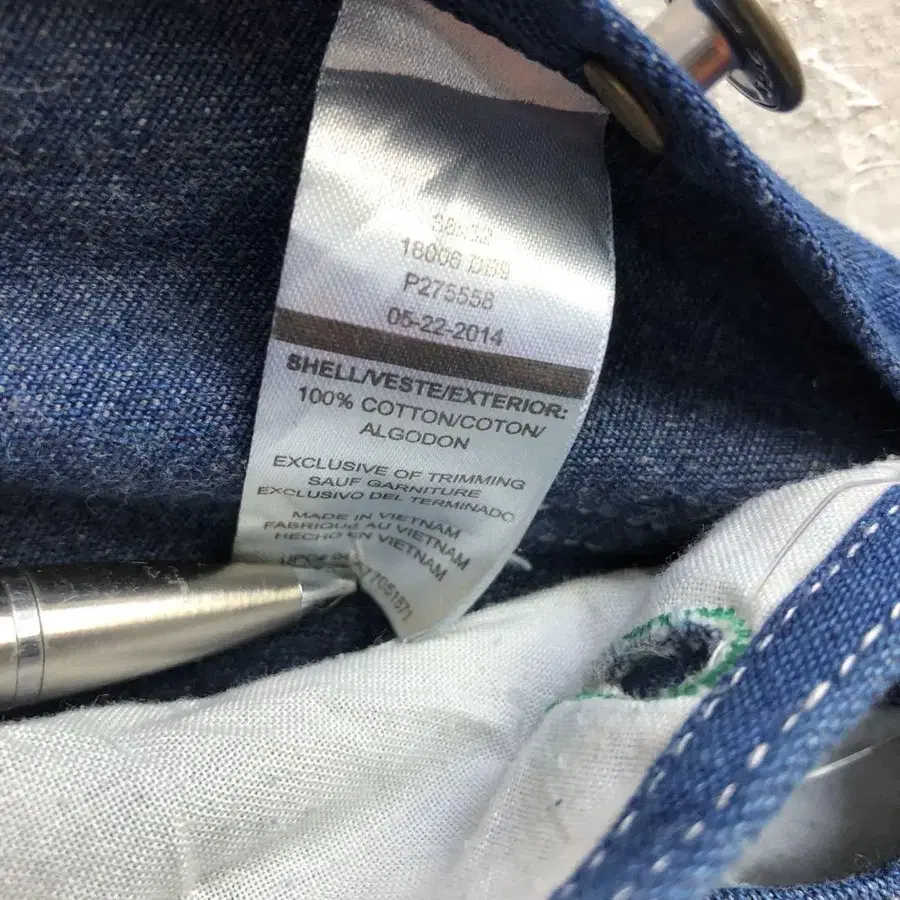 18006 DB9
P275558
05-22-2014
SHELL/VESTE/EXTERIOR:
100% COTTON/COTON/
ALGODON
EXCLUSIVE OF TRIMMING
SAUF GARNITURE
EXCLUSIVO DEL TERMINADO
MADE IN VIETNAM
FABRIQUE AU VIETNAM
HECHO EN VIETNAM